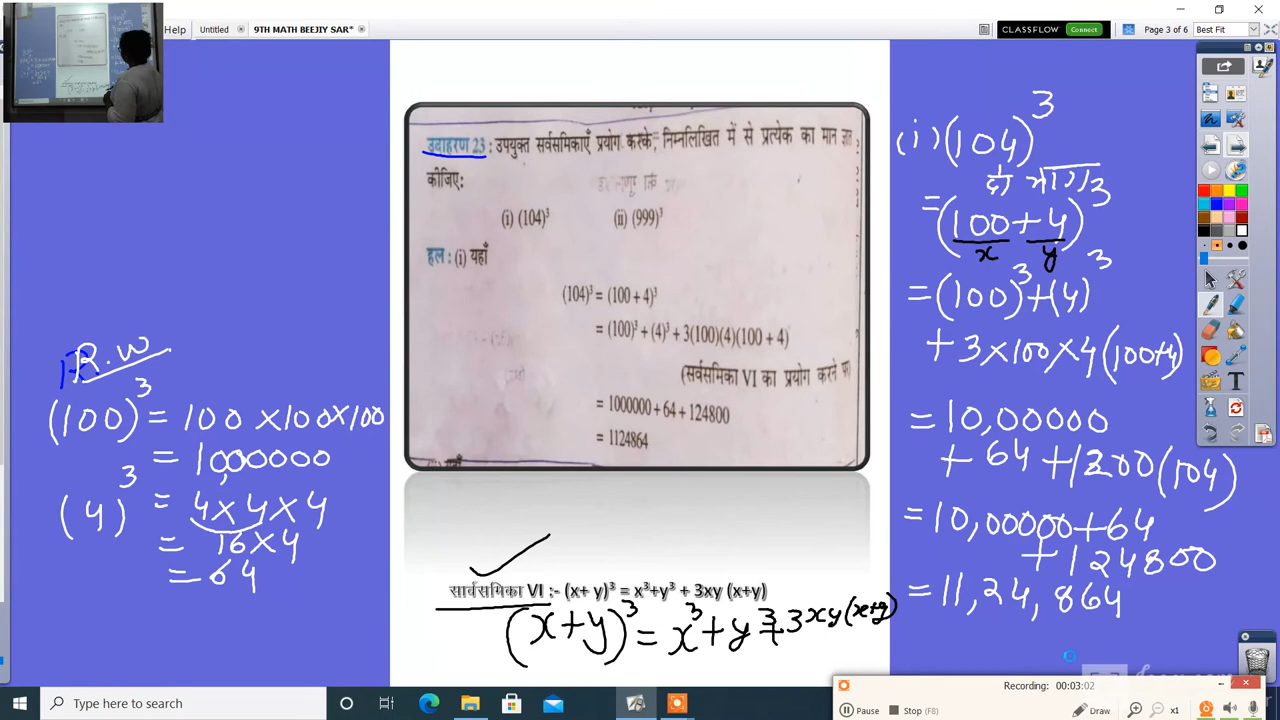 Help
Untitled
9TH MATH BEEJIY SAR*
CLASSFLOW Connect
Page 3 of 6
Best Fit
उदाहरण 23 : उपयुक्त सर्वसमिकाएँ प्रयोग करके, निम्नलिखित में से प्रत्येक का मान ज्ञात
कीजिए:
(i) (104)³ (ii) (999)³
हल : (i) यहाँ
(104)³ = (100 + 4)³
= (100)³ + (4)³ + 3(100)(4)(100 + 4)
(सर्वसमिका VI का प्रयोग करने पर
= 1000000 + 64 + 124800
= 1124864
सार्वसमिका VI :- (x+ y)³ = x³+y³ + 3xy (x+y)
(x+y)³ = x³+y³+3xy(x+y)
R.W
(100)³ = 100 ×100×100
= 10,00000
(4)³ = 4×4×4
= 16×4
= 64
(i) (104)³
= (100+4)³
x y
= (100)³+(4)³
+ 3×100×4(100+4)
= 10,00000
+ 64 +1200(104)
= 10,00000+64
+124800
= 11,24,864
Type here to search
Recording: 00:03:02
Pause
Stop (F8)
Draw
x1